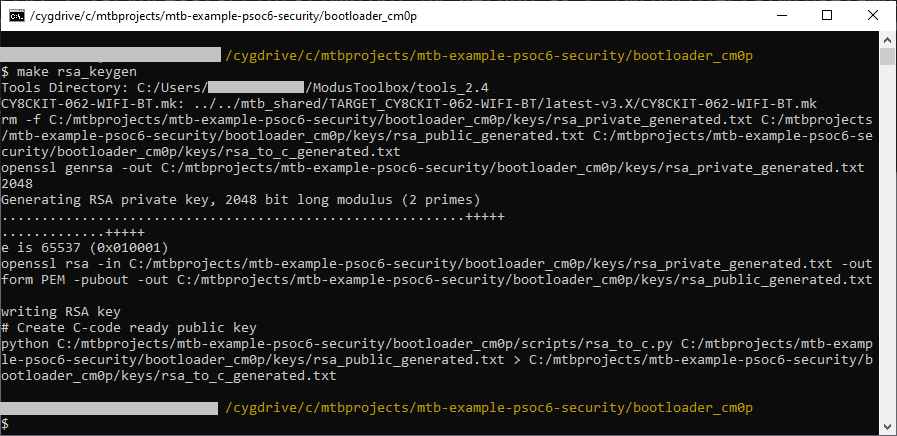 /cygdrive/c/mtbprojects/mtb-example-psoc6-security/bootloader_cm0p
/cygdrive/c/mtbprojects/mtb-example-psoc6-security/bootloader_cm0p
$ make rsa_keygen
Tools Directory: C:/Users/ /ModusToolbox/tools_2.4
CY8CKIT-062-WIFI-BT.mk: ../../mtb_shared/TARGET_CY8CKIT-062-WIFI-BT/latest-v3.X/CY8CKIT-062-WIFI-BT.mk
rm -f C:/mtbprojects/mtb-example-psoc6-security/bootloader_cm0p/keys/rsa_private_generated.txt C:/mtbprojects
/mtb-example-psoc6-security/bootloader_cm0p/keys/rsa_public_generated.txt C:/mtbprojects/mtb-example-psoc6-se
curity/bootloader_cm0p/keys/rsa_to_c_generated.txt
openssl genrsa -out C:/mtbprojects/mtb-example-psoc6-security/bootloader_cm0p/keys/rsa_private_generated.txt
2048
Generating RSA private key, 2048 bit long modulus (2 primes)
..........................................................+++++
.............+++++
e is 65537 (0x010001)
openssl rsa -in C:/mtbprojects/mtb-example-psoc6-security/bootloader_cm0p/keys/rsa_private_generated.txt -out
form PEM -pubout -out C:/mtbprojects/mtb-example-psoc6-security/bootloader_cm0p/keys/rsa_public_generated.txt
writing RSA key
# Create C-code ready public key
python C:/mtbprojects/mtb-example-psoc6-security/bootloader_cm0p/scripts/rsa_to_c.py C:/mtbprojects/mtb-examp
le-psoc6-security/bootloader_cm0p/keys/rsa_public_generated.txt > C:/mtbprojects/mtb-example-psoc6-security/b
ootloader_cm0p/keys/rsa_to_c_generated.txt
/cygdrive/c/mtbprojects/mtb-example-psoc6-security/bootloader_cm0p
$